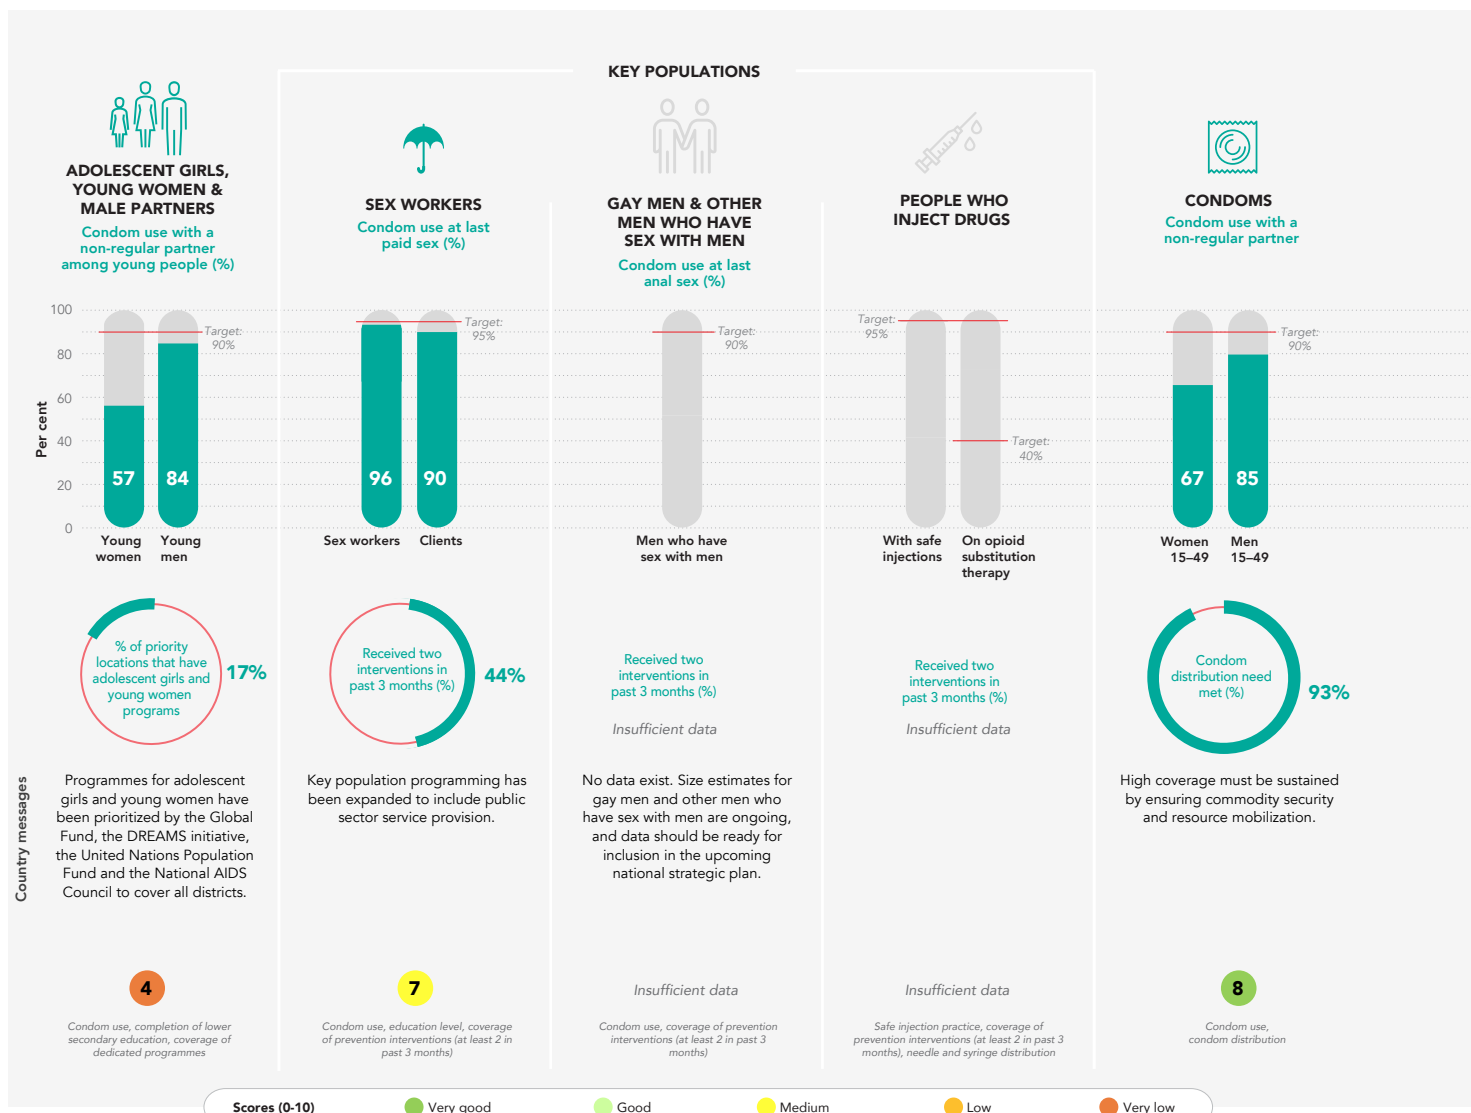 KEY POPULATIONS
ADOLESCENT GIRLS,
YOUNG WOMEN &
MALE PARTNERS
Condom use with a
non-regular partner
among young people (%)
SEX WORKERS
Condom use at last
paid sex (%)
GAY MEN & OTHER
MEN WHO HAVE
SEX WITH MEN
Condom use at last
anal sex (%)
PEOPLE WHO
INJECT DRUGS
CONDOMS
Condom use with a
non-regular partner
Per cent
100
80
60
40
20
0
Target:
90%
57
84
Young
women
Young
men
Target:
95%
96
90
Sex workers
Clients
Target:
90%
Men who have
sex with men
Target:
95%
Target:
40%
With safe
injections
On opioid
substitution
therapy
Target:
90%
67
85
Women
15–49
Men
15–49
% of priority
locations that have
adolescent girls and
young women
programs
17%
Received two
interventions in
past 3 months (%)
44%
Received two
interventions in
past 3 months (%)
Insufficient data
Received two
interventions in
past 3 months (%)
Insufficient data
Condom
distribution need
met (%)
93%
Country messages
Programmes for adolescent
girls and young women have
been prioritized by the Global
Fund, the DREAMS initiative,
the United Nations Population
Fund and the National AIDS
Council to cover all districts.
Key population programming has
been expanded to include public
sector service provision.
No data exist. Size estimates for
gay men and other men who
have sex with men are ongoing,
and data should be ready for
inclusion in the upcoming
national strategic plan.
High coverage must be sustained
by ensuring commodity security
and resource mobilization.
4
Condom use, completion of lower
secondary education, coverage of
dedicated programmes
7
Condom use, education level, coverage
of prevention interventions (at least 2 in
past 3 months)
Insufficient data
Condom use, coverage of prevention
interventions (at least 2 in past 3
months)
Insufficient data
Safe injection practice, coverage of
prevention interventions (at least 2 in past 3
months), needle and syringe distribution
8
Condom use,
condom distribution
Scores (0-10) Very good Good Medium Low Very low